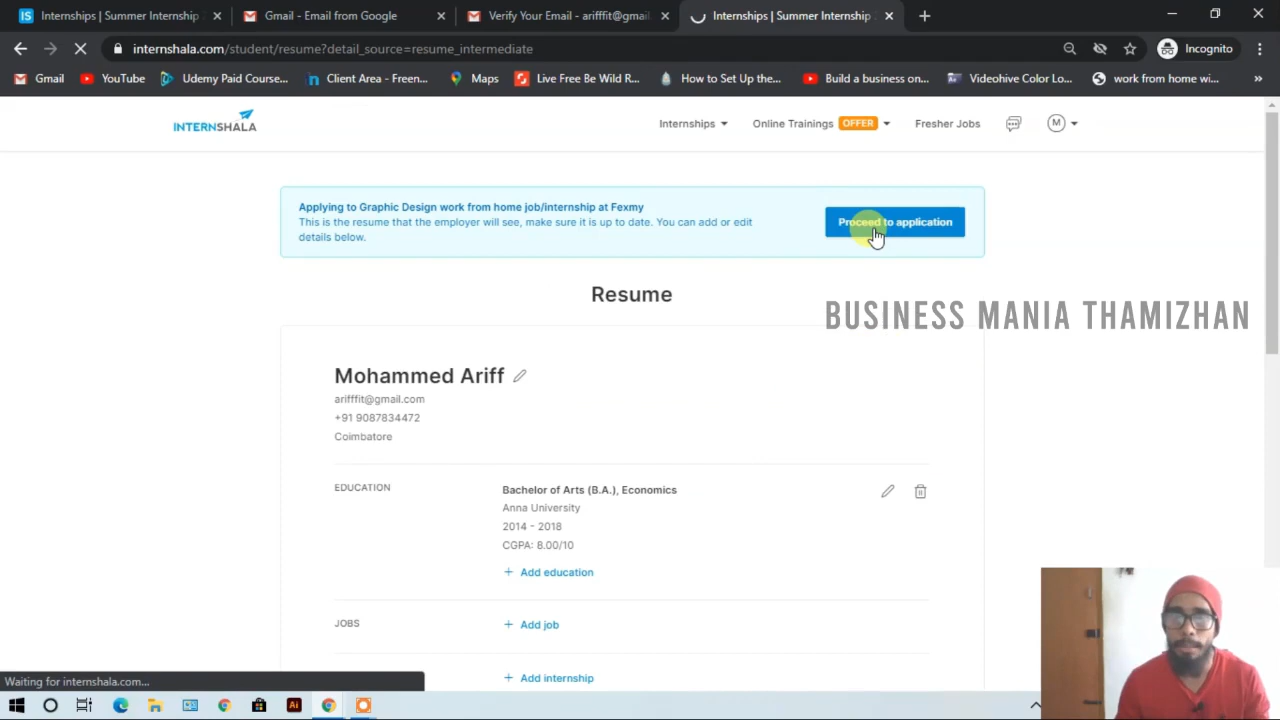 Internships | Summer Internship
Gmail - Email from Google
Verify Your Email - arifffit@gmail
Internships | Summer Internship
internshala.com/student/resume?detail_source=resume_intermediate
Incognito
Gmail
YouTube
Udemy Paid Course...
Client Area - Freen...
Maps
Live Free Be Wild R...
How to Set Up the...
Build a business on...
Videohive Color Lo...
work from home wi...
»
INTERNSHALA
Internships
Online Trainings OFFER
Fresher Jobs
M
Applying to Graphic Design work from home job/internship at Fexmy
This is the resume that the employer will see, make sure it is up to date. You can add or edit
details below.
Proceed to application
Resume
BUSINESS MANIA THAMIZHAN
Mohammed Ariff
arifffit@gmail.com
+91 9087834472
Coimbatore
EDUCATION
Bachelor of Arts (B.A.), Economics
Anna University
2014 - 2018
CGPA: 8.00/10
+ Add education
JOBS
+ Add job
+ Add internship
Waiting for internshala.com...
Ai